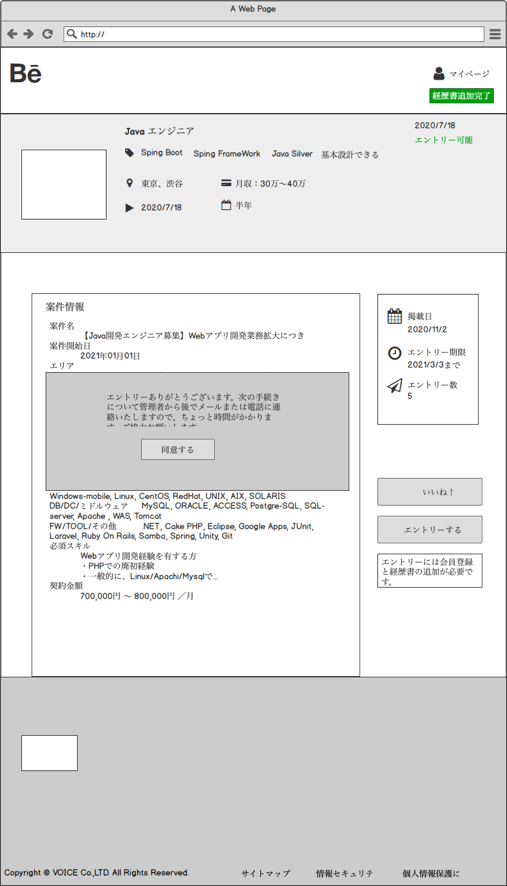 A Web Page
http://
Bē
マイページ
経歴書追加完了
2020/7/18
エントリー可能
Java エンジニア
Sping Boot Sping FrameWork Java Silver 基本設計できる
東京、渋谷 月収：30万～40万
2020/7/18 半年
案件情報
案件名
【Java開発エンジニア募集】Webアプリ開発業務拡大につき
案件開始日
2021年01月01日
エリア
エントリーありがとうございます。次の手続き
について管理者から後でメールまたは電話に連
絡いたしますので、ちょっと時間がかかりま
同意する
Windows-mobile, Linux, CentOS, RedHat, UNIX, AIX, SOLARIS
DB/DC/ミドルウェア MySQL, ORACLE, ACCESS, Postgre-SQL, SQL-
server, Apache , WAS, Tomcat
FW/TOOL/その他 .NET, Cake PHP, Eclipse, Google Apps, JUnit,
Laravel, Ruby On Rails, Samba, Spring, Unity, Git
必須スキル
Webアプリ開発経験を有する方
・PHPでの廃初経験
・一般的に、Linux/Apachi/Mysqlで...
契約金額
700,000円 ～ 800,000円 ／月
掲載日
2020/11/2
エントリー期限
2021/3/3まで
エントリー数
5
いいね！
エントリーする
エントリーには会員登録
と経歴書の追加が必要で
す。
Copyright © VOICE Co.,LTD. All Rights Reserved.
サイトマップ 情報セキュリテ 個人情報保護に